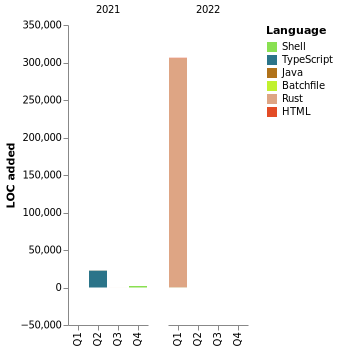 2021 2022
Language
Shell
TypeScript
Java
Batchfile
Rust
HTML
LOC added
350,000
300,000
250,000
200,000
150,000
100,000
50,000
0
−50,000
Q1 Q2 Q3 Q4 Q1 Q2 Q3 Q4